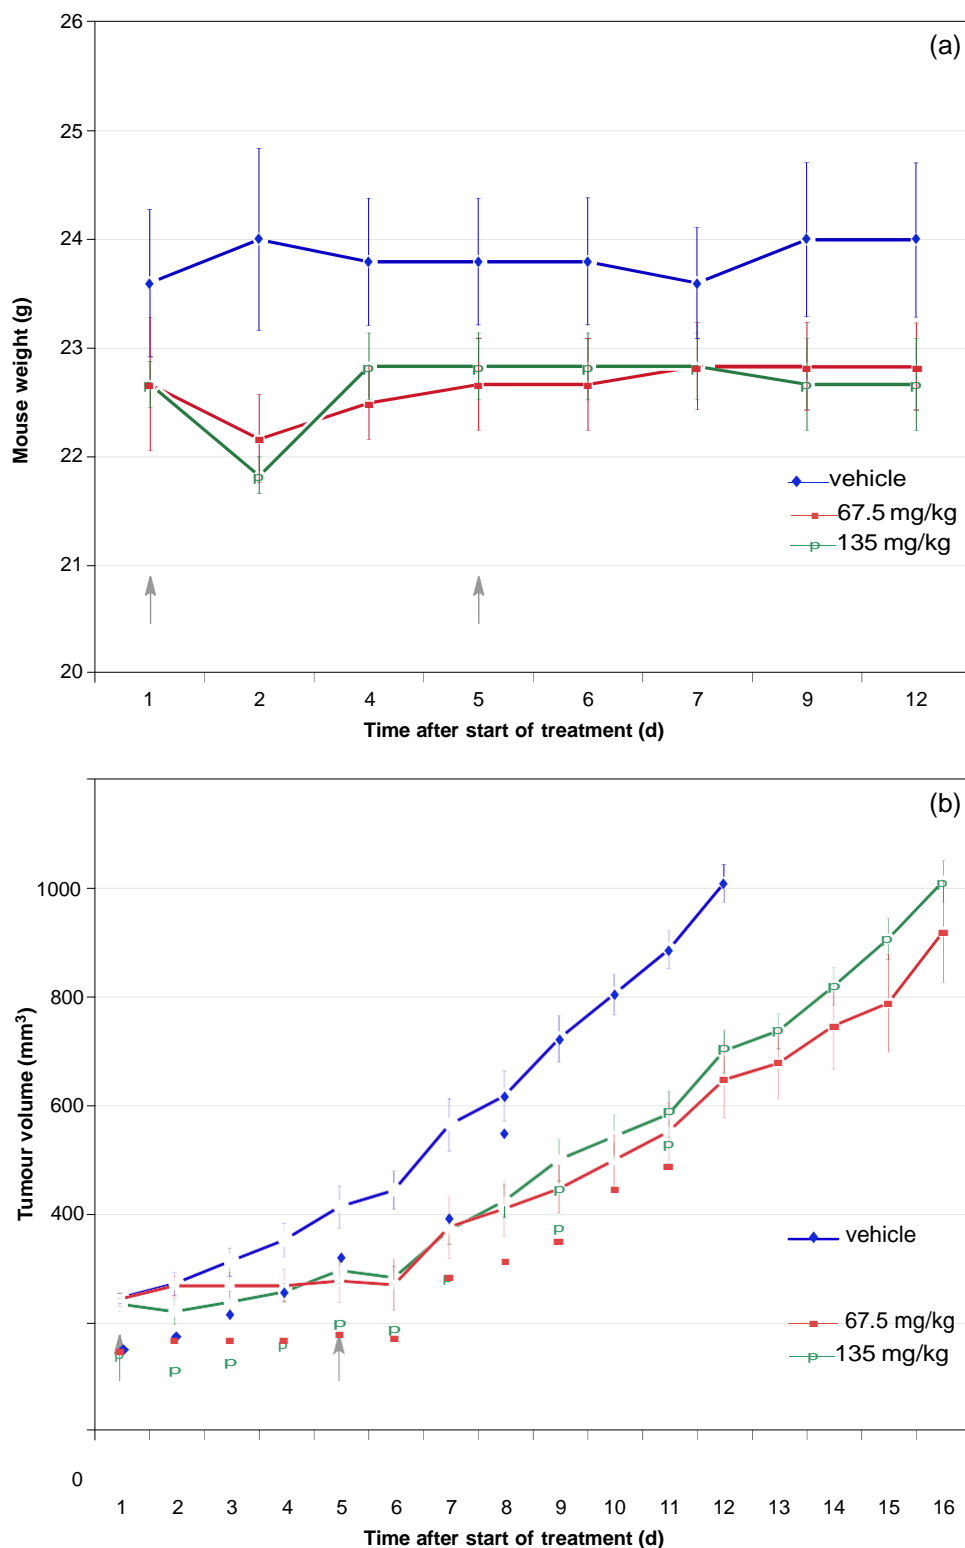 26
(a)
25
24
23
22
21
20
Mouse weight (g)
vehicle
67.5 mg/kg
p 135 mg/kg
1 2 4 5 6 7 9 12
Time after start of treatment (d)
(b)
1000
800
600
400
0
Tumour volume (mm³)
vehicle
67.5 mg/kg
p 135 mg/kg
1 2 3 4 5 6 7 8 9 10 11 12 13 14 15 16
Time after start of treatment (d)